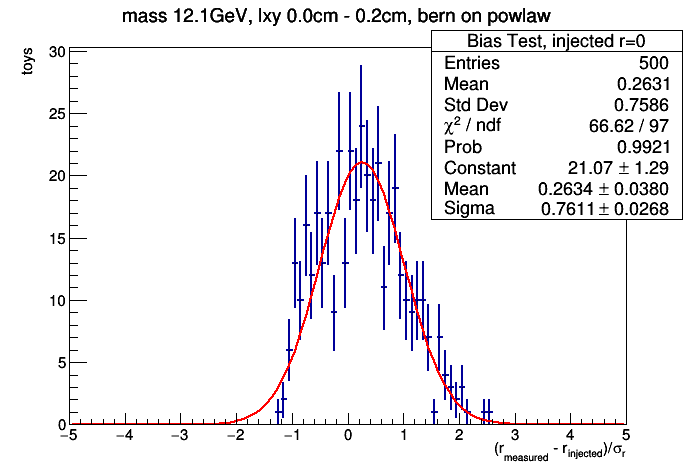 mass 12.1GeV, lxy 0.0cm - 0.2cm, bern on powlaw
Bias Test, injected r=0
Entries 500
Mean 0.2631
Std Dev 0.7586
χ² / ndf 66.62 / 97
Prob 0.9921
Constant 21.07 ± 1.29
Mean 0.2634 ± 0.0380
Sigma 0.7611 ± 0.0268
toys
30
25
20
15
10
5
0
−5 −4 −3 −2 −1 0 1 2 3 4 5
(r_measured - r_injected)/σ_r